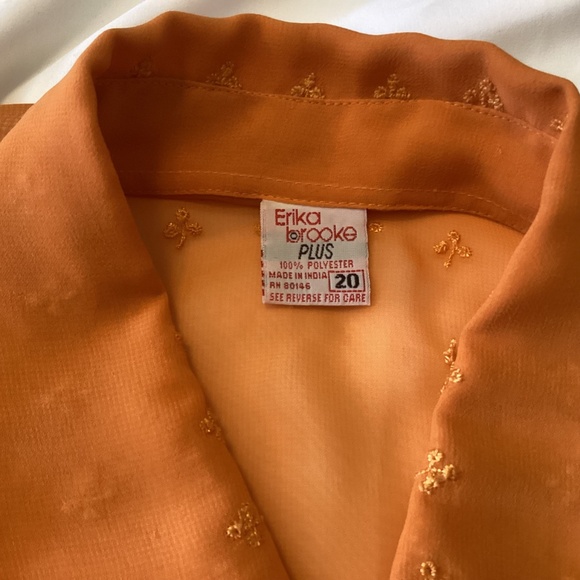 Erika
brooke
PLUS
100% POLYESTER
MADE IN INDIA
20
RN 80146
SEE REVERSE FOR CARE